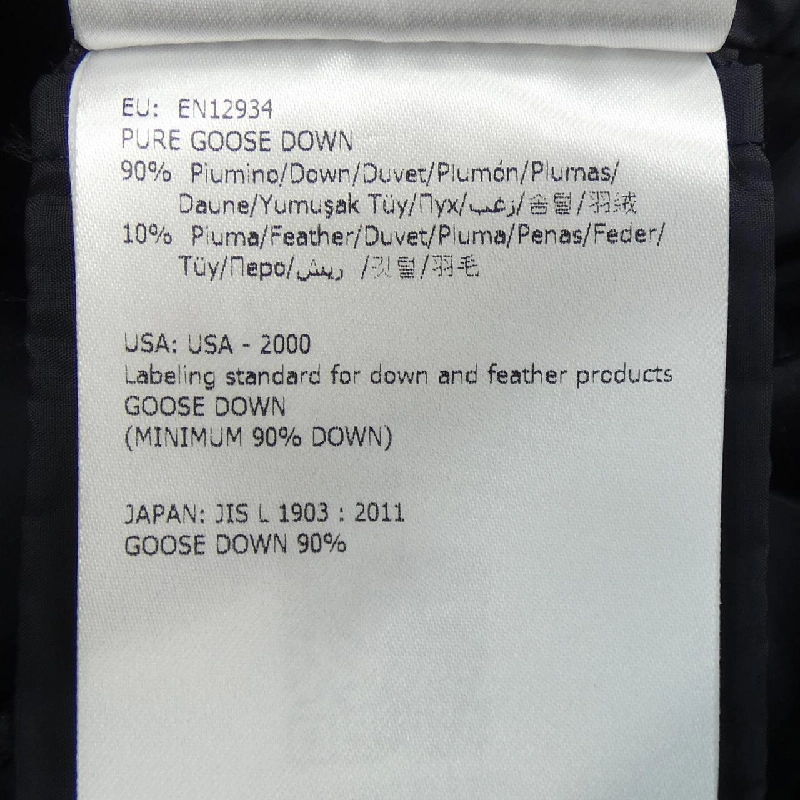 EU: EN12934
PURE GOOSE DOWN
90% Piumino/Down/Duvet/Plumón/Plumas/
Daune/Yumuşak Tüy/Пух/زغب/솜털/羽绒
10% Piuma/Feather/Duvet/Pluma/Penas/Feder/
Tüy/Перо/ريش /깃털/羽毛
USA: USA - 2000
Labeling standard for down and feather products
GOOSE DOWN
(MINIMUM 90% DOWN)
JAPAN: JIS L 1903 : 2011
GOOSE DOWN 90%